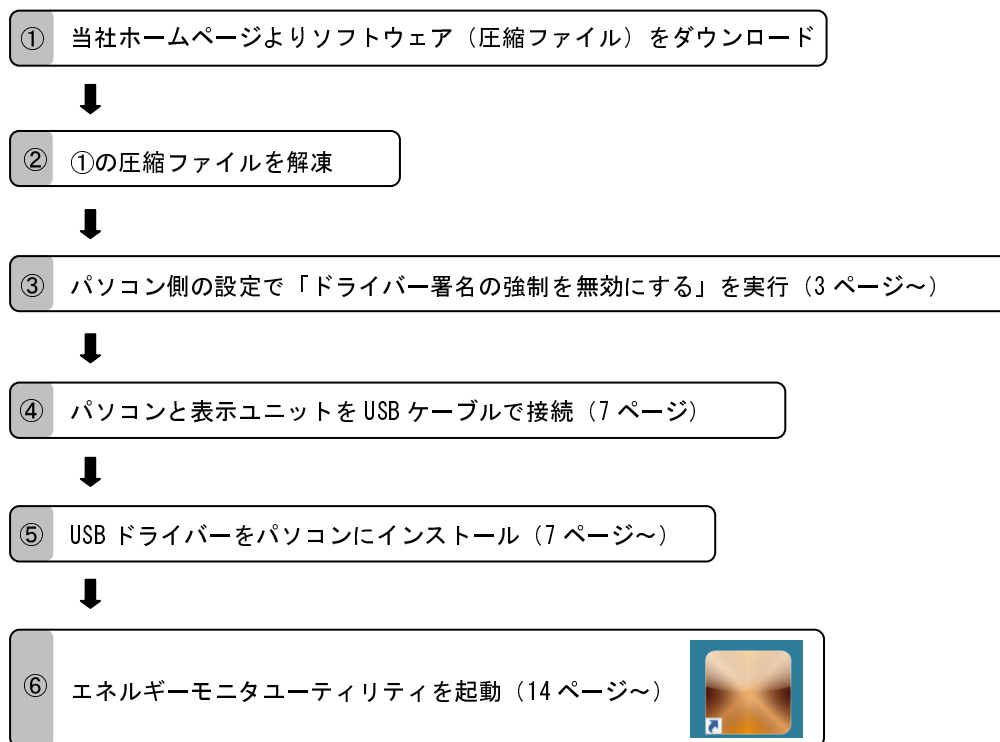 ① 当社ホームページよりソフトウェア（圧縮ファイル）をダウンロード
② ①の圧縮ファイルを解凍
③ パソコン側の設定で「ドライバー署名の強制を無効にする」を実行（3 ページ～）
④ パソコンと表示ユニットを USB ケーブルで接続（7 ページ）
⑤ USB ドライバーをパソコンにインストール（7 ページ～）
⑥ エネルギーモニタユーティリティを起動（14 ページ～）